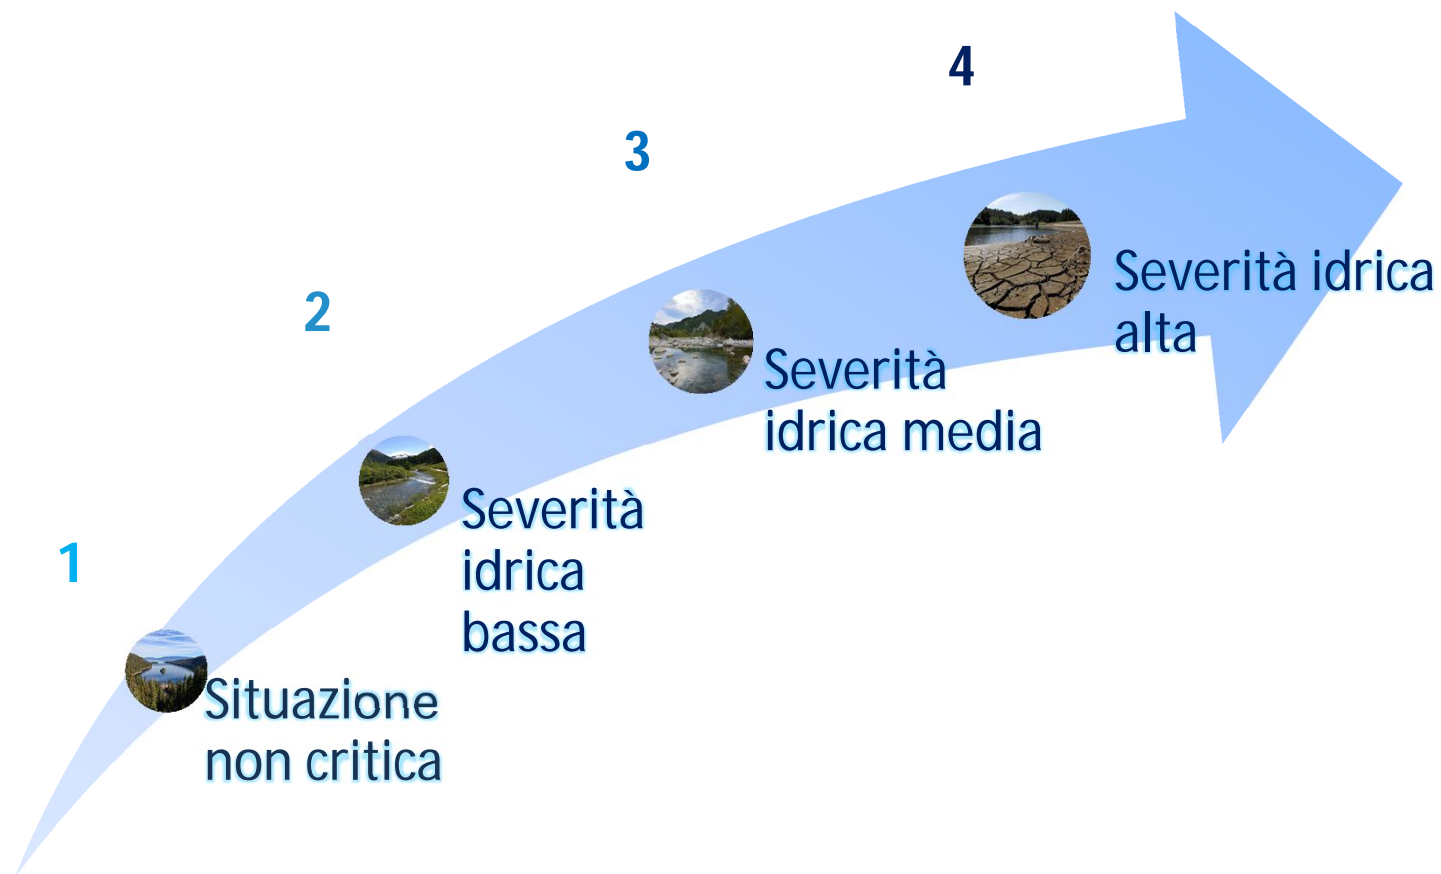 1
Situazione
non critica
2
Severità
idrica
bassa
3
Severità
idrica media
4
Severità idrica
alta